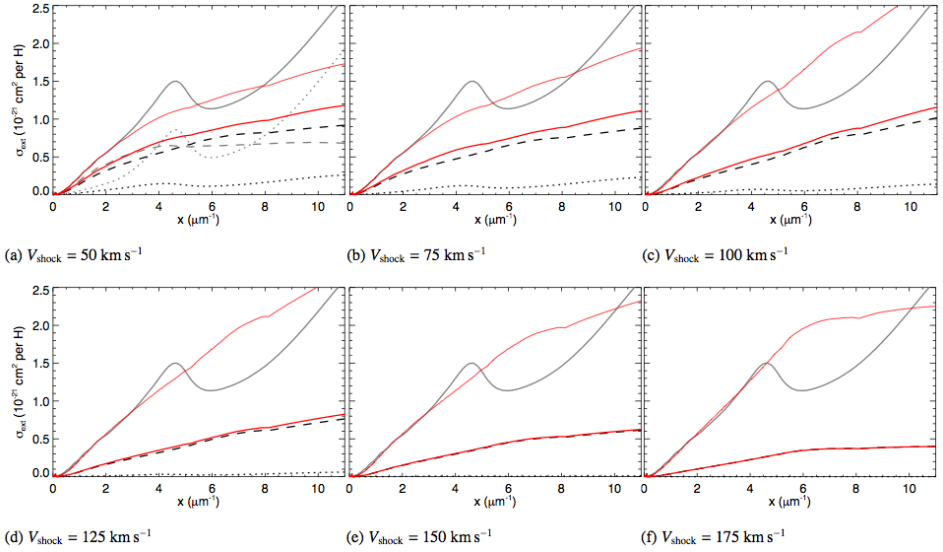 2.5
2.0
1.5
1.0
0.5
0.0
σext (10⁻²¹ cm² per H)
0 2 4 6 8 10
x (μm⁻¹)
0 2 4 6 8 10
x (μm⁻¹)
0 2 4 6 8 10
x (μm⁻¹)
(a) Vshock = 50 km s⁻¹
(b) Vshock = 75 km s⁻¹
(c) Vshock = 100 km s⁻¹
2.5
2.0
1.5
1.0
0.5
0.0
σext (10⁻²¹ cm² per H)
0 2 4 6 8 10
x (μm⁻¹)
0 2 4 6 8 10
x (μm⁻¹)
0 2 4 6 8 10
x (μm⁻¹)
(d) Vshock = 125 km s⁻¹
(e) Vshock = 150 km s⁻¹
(f) Vshock = 175 km s⁻¹